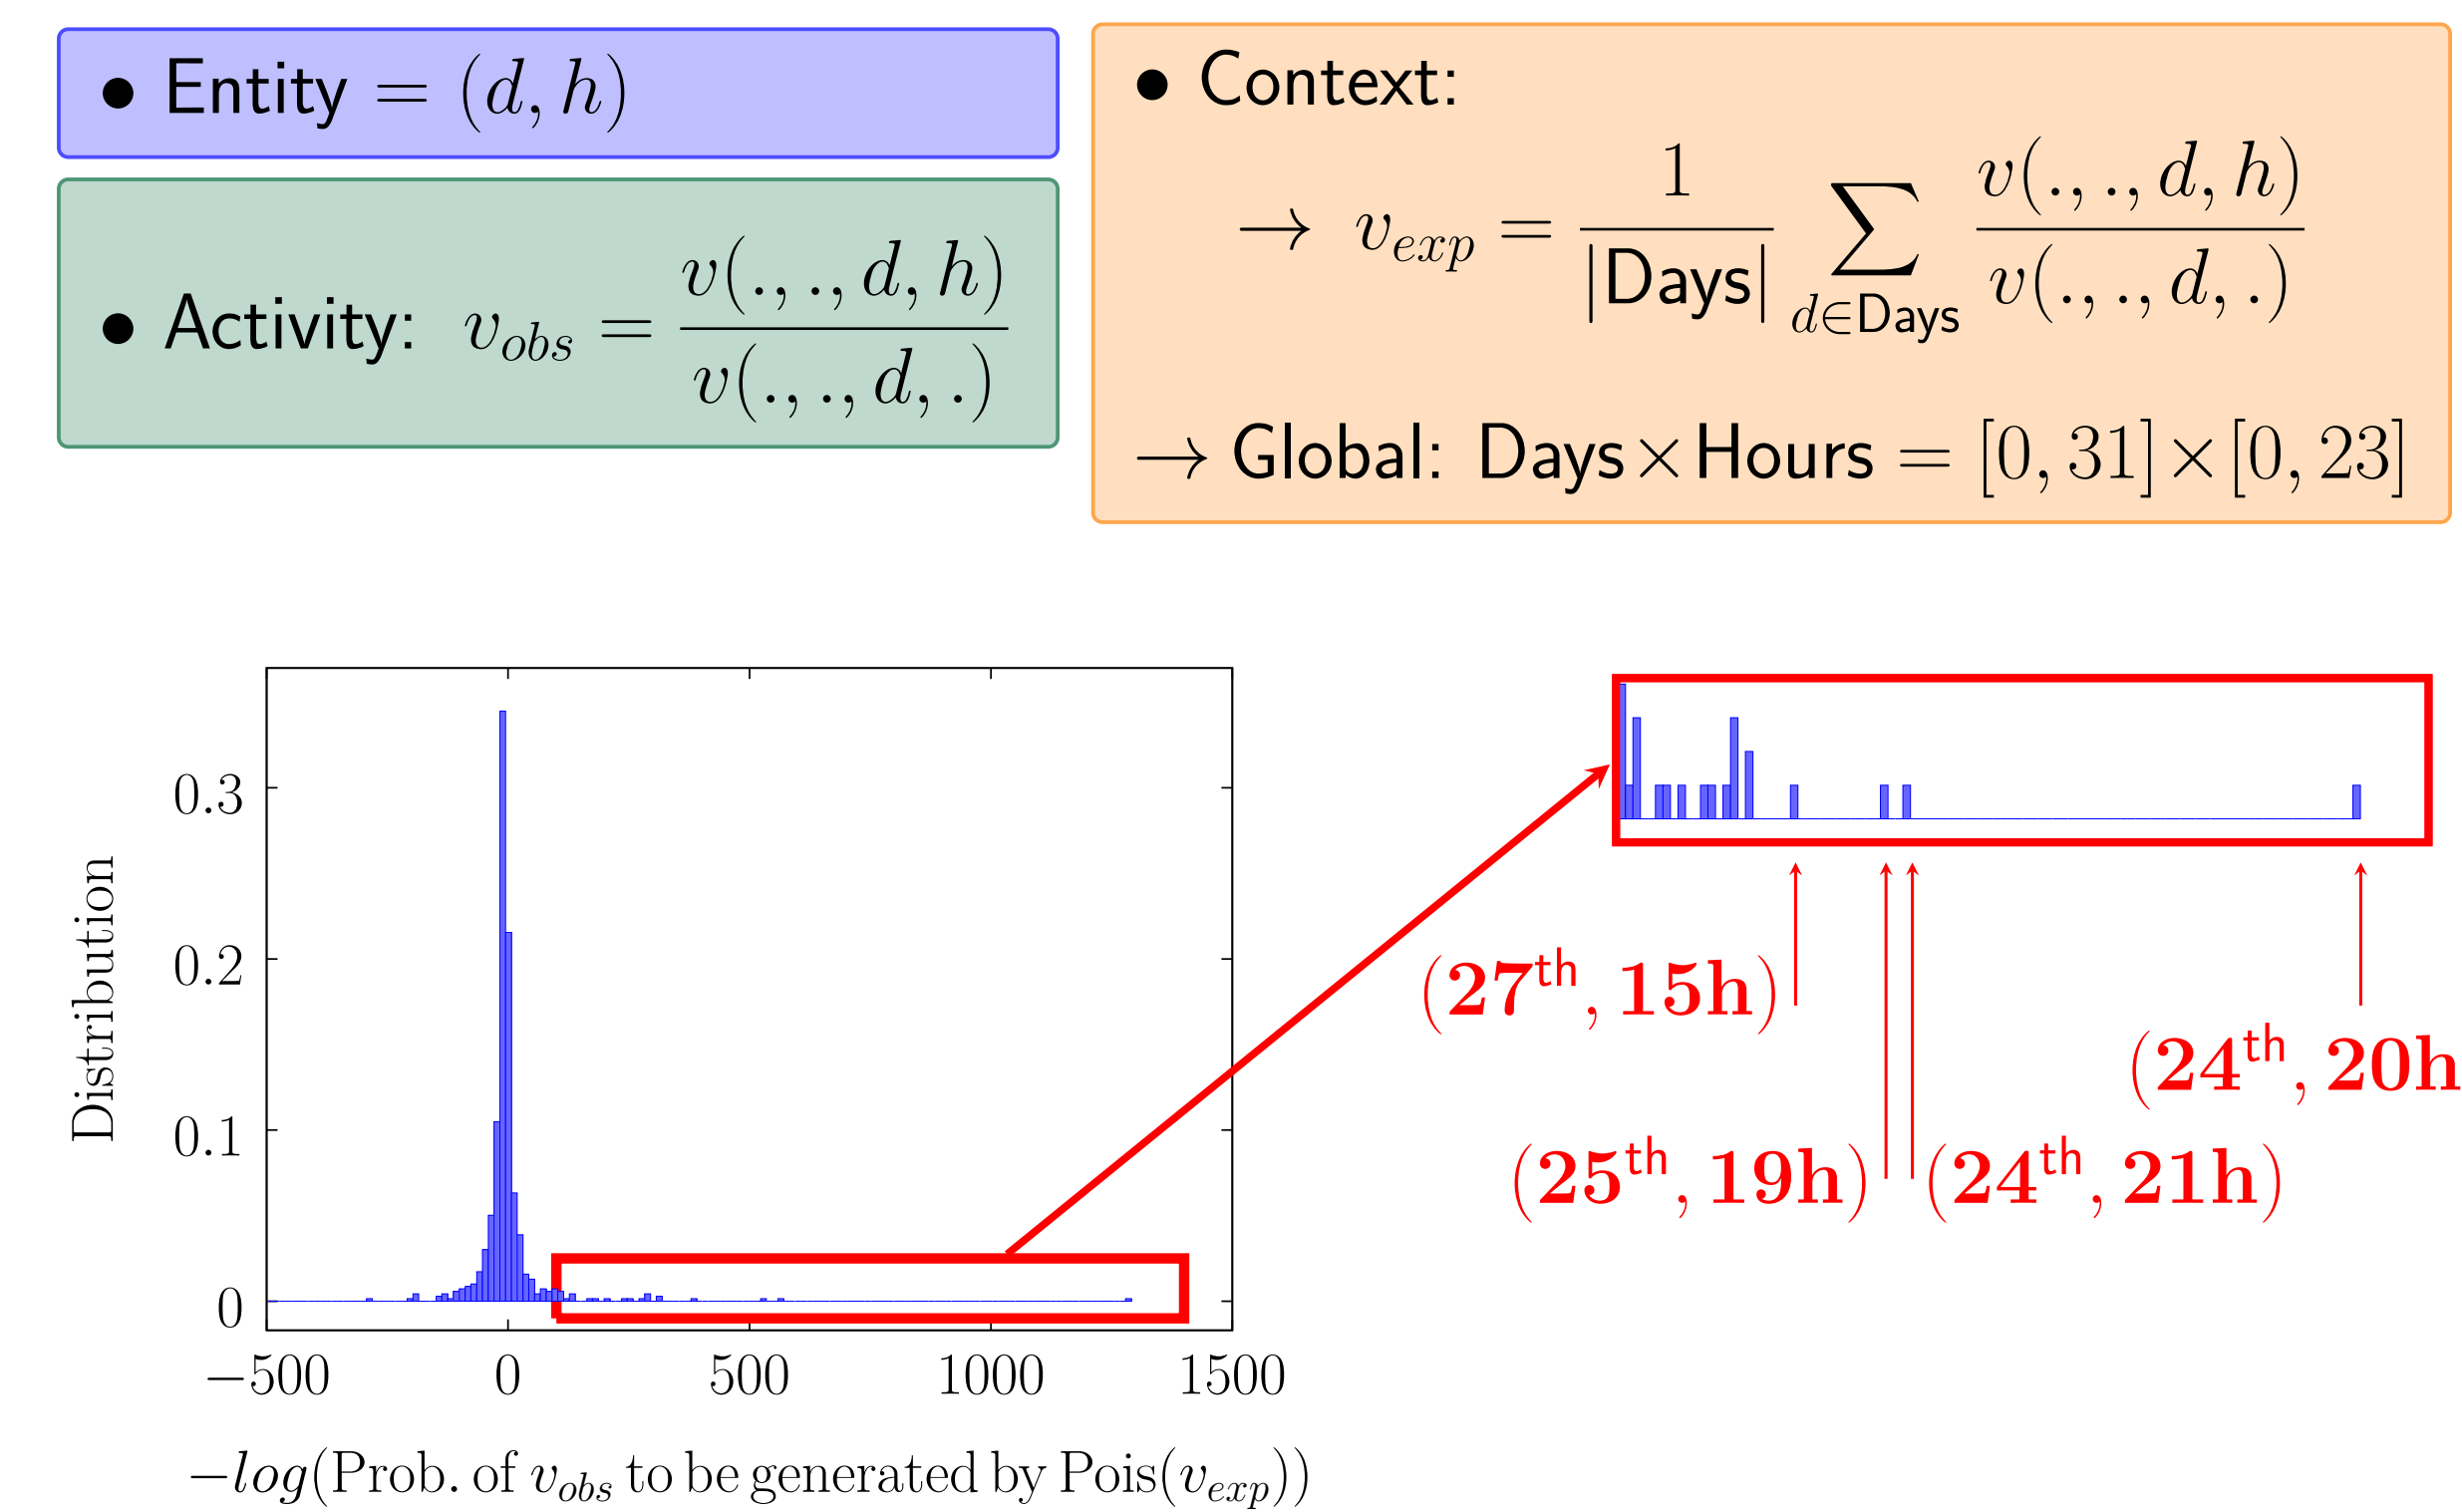 • Entity = (d, h)
• Activity: v_obs = v(., ., d, h) / v(., ., d, .)
• Context:
→ v_exp = 1 / |Days| ∑_{d∈Days} v(., ., d, h) / v(., ., d, .)
→ Global: Days×Hours = [0, 31]×[0, 23]
Distribution
0.3
0.2
0.1
0
−500 0 500 1000 1500
−log(Prob. of v_obs to be generated by Pois(v_exp))
(27th, 15h)
(24th, 20h
(25th, 19h) (24th, 21h)